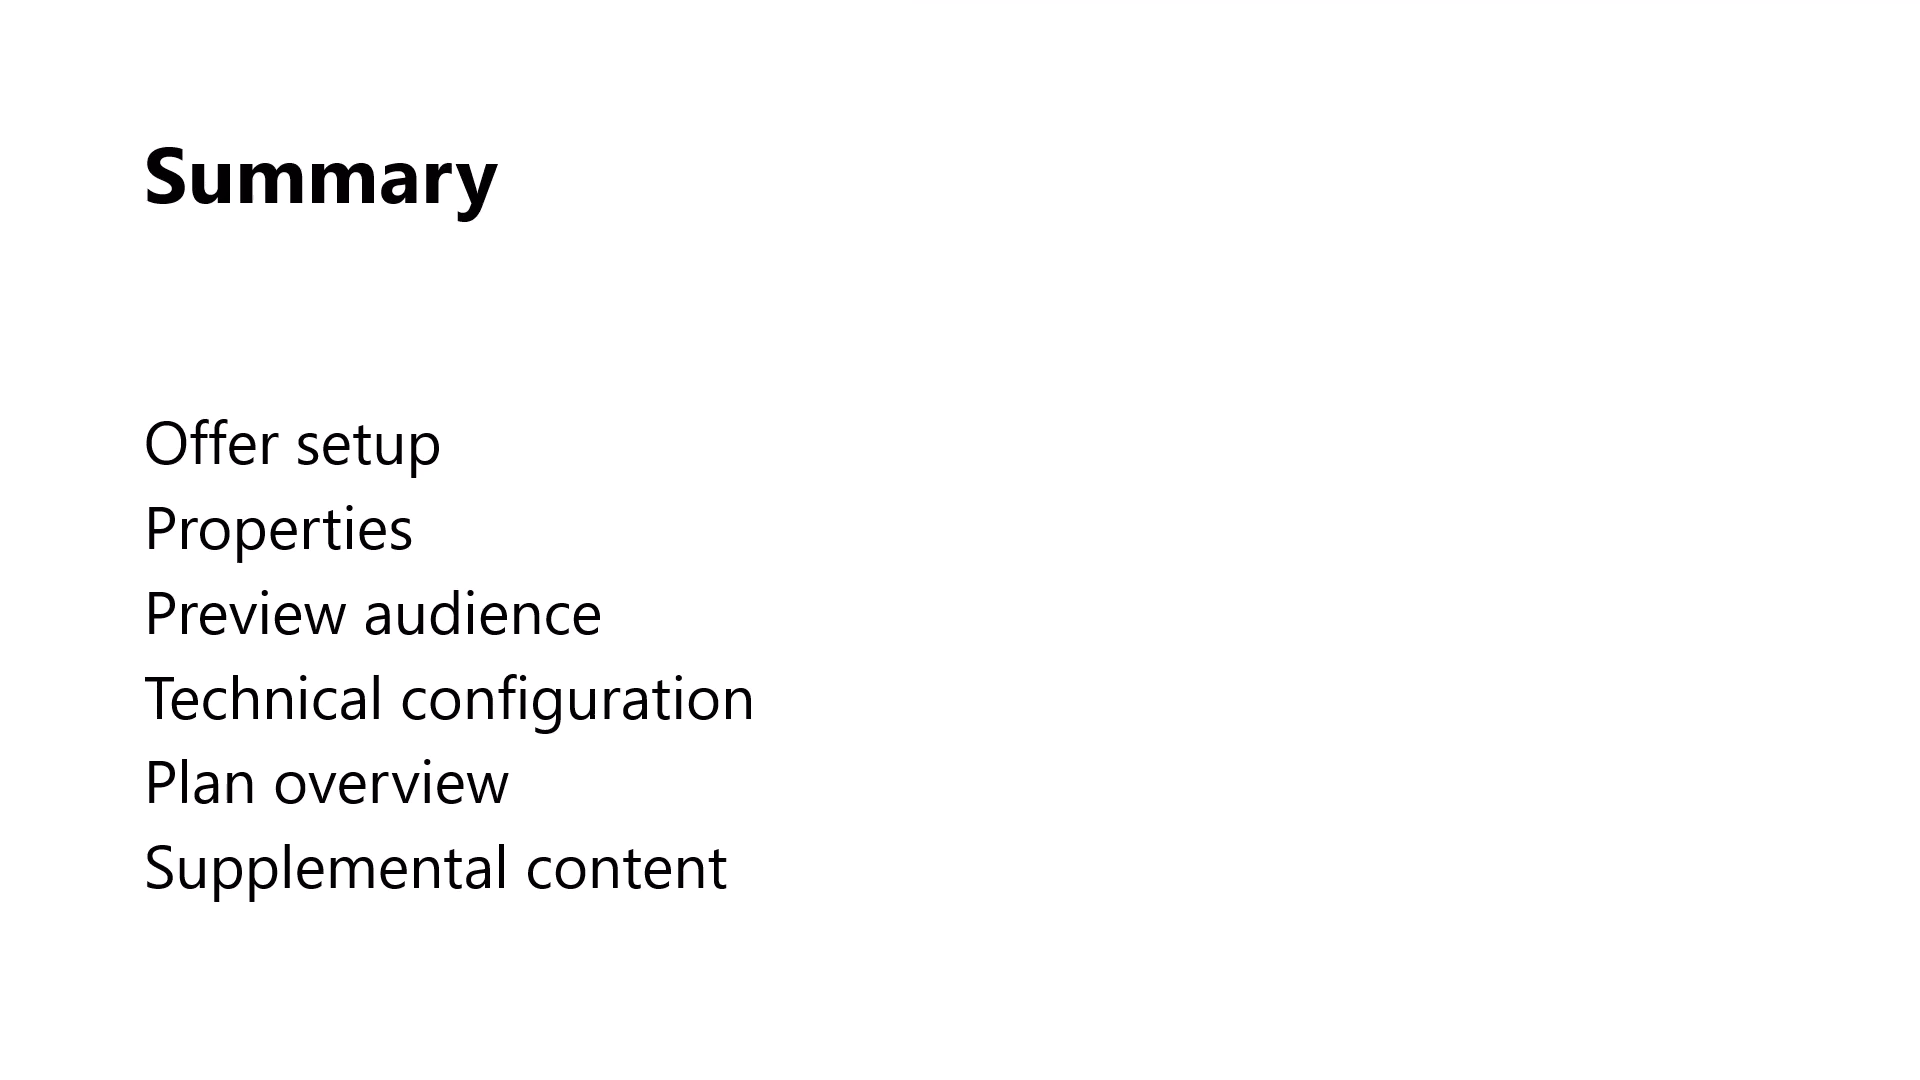 Summary
Offer setup
Properties
Preview audience
Technical configuration
Plan overview
Supplemental content